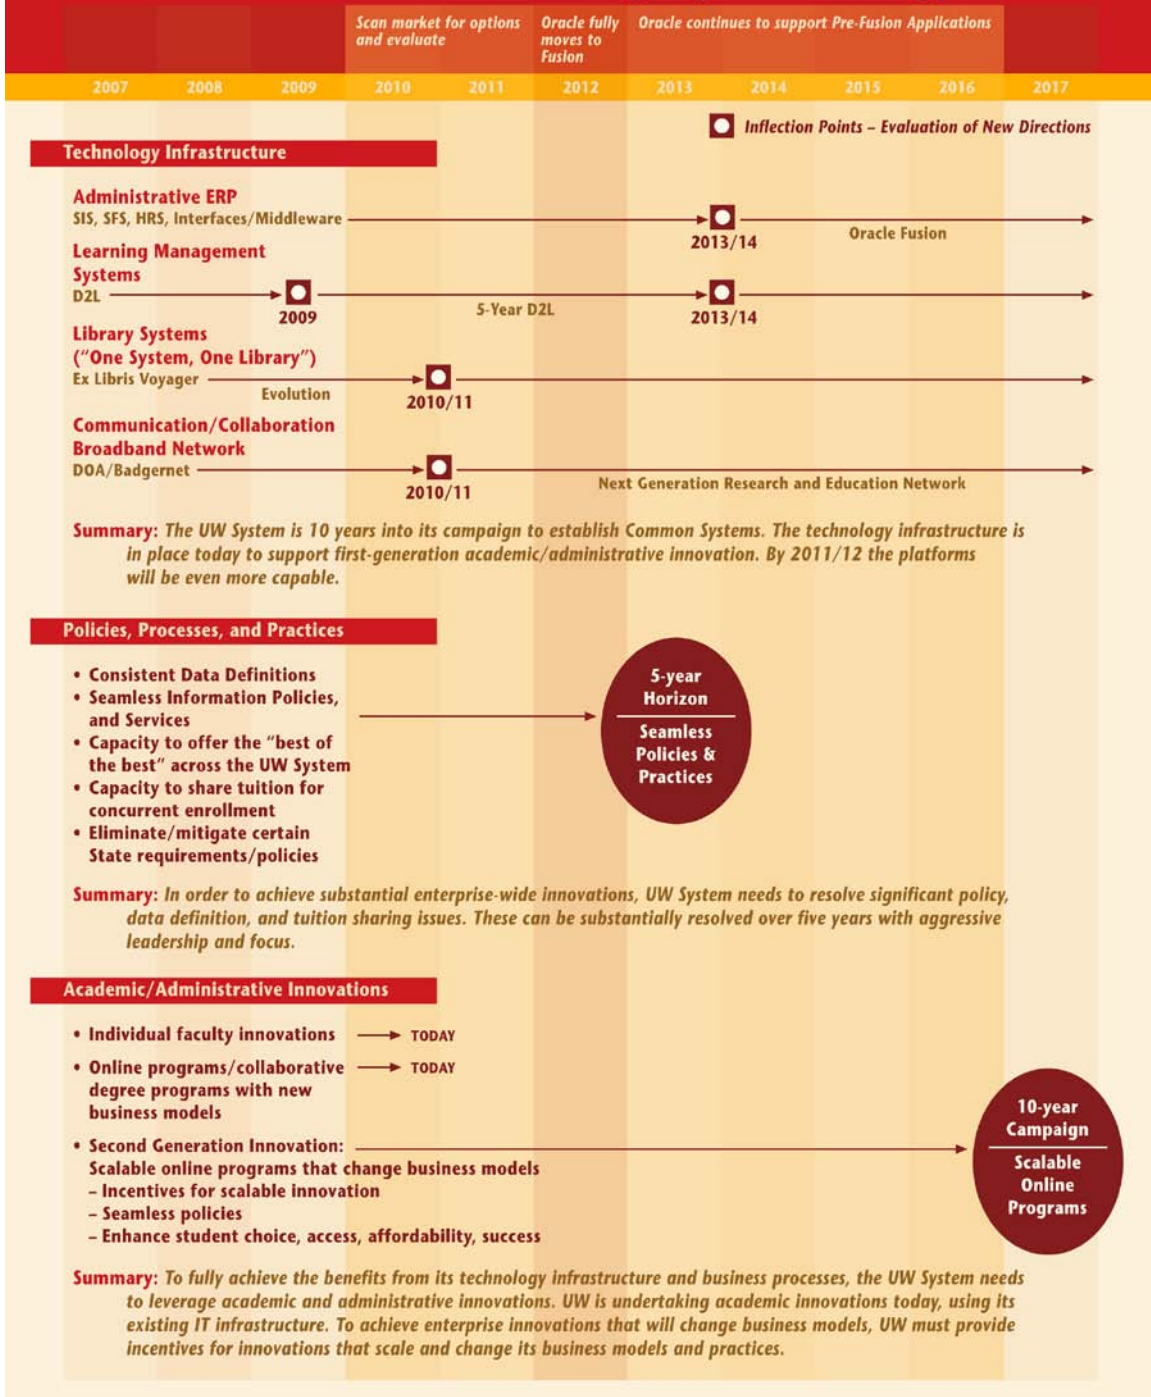 Scan market for options
and evaluate
Oracle fully
moves to
Fusion
Oracle continues to support Pre-Fusion Applications
2007 2008 2009 2010 2011 2012 2013 2014 2015 2016 2017
Inflection Points – Evaluation of New Directions
Technology Infrastructure
Administrative ERP
SIS, SFS, HRS, Interfaces/Middleware
2013/14
Oracle Fusion
Learning Management
Systems
D2L
2009
5-Year D2L
2013/14
Library Systems
(“One System, One Library”)
Ex Libris Voyager
Evolution
2010/11
Communication/Collaboration
Broadband Network
DOA/Badgernet
2010/11
Next Generation Research and Education Network
Summary: The UW System is 10 years into its campaign to establish Common Systems. The technology infrastructure is
in place today to support first-generation academic/administrative innovation. By 2011/12 the platforms
will be even more capable.
Policies, Processes, and Practices
• Consistent Data Definitions
• Seamless Information Policies,
and Services
• Capacity to offer the “best of
the best” across the UW System
• Capacity to share tuition for
concurrent enrollment
• Eliminate/mitigate certain
State requirements/policies
5-year
Horizon
Seamless
Policies &
Practices
Summary: In order to achieve substantial enterprise-wide innovations, UW System needs to resolve significant policy,
data definition, and tuition sharing issues. These can be substantially resolved over five years with aggressive
leadership and focus.
Academic/Administrative Innovations
• Individual faculty innovations
TODAY
• Online programs/collaborative
degree programs with new
business models
TODAY
• Second Generation Innovation:
Scalable online programs that change business models
– Incentives for scalable innovation
– Seamless policies
– Enhance student choice, access, affordability, success
10-year
Campaign
Scalable
Online
Programs
Summary: To fully achieve the benefits from its technology infrastructure and business processes, the UW System needs
to leverage academic and administrative innovations. UW is undertaking academic innovations today, using its
existing IT infrastructure. To achieve enterprise innovations that will change business models, UW must provide
incentives for innovations that scale and change its business models and practices.